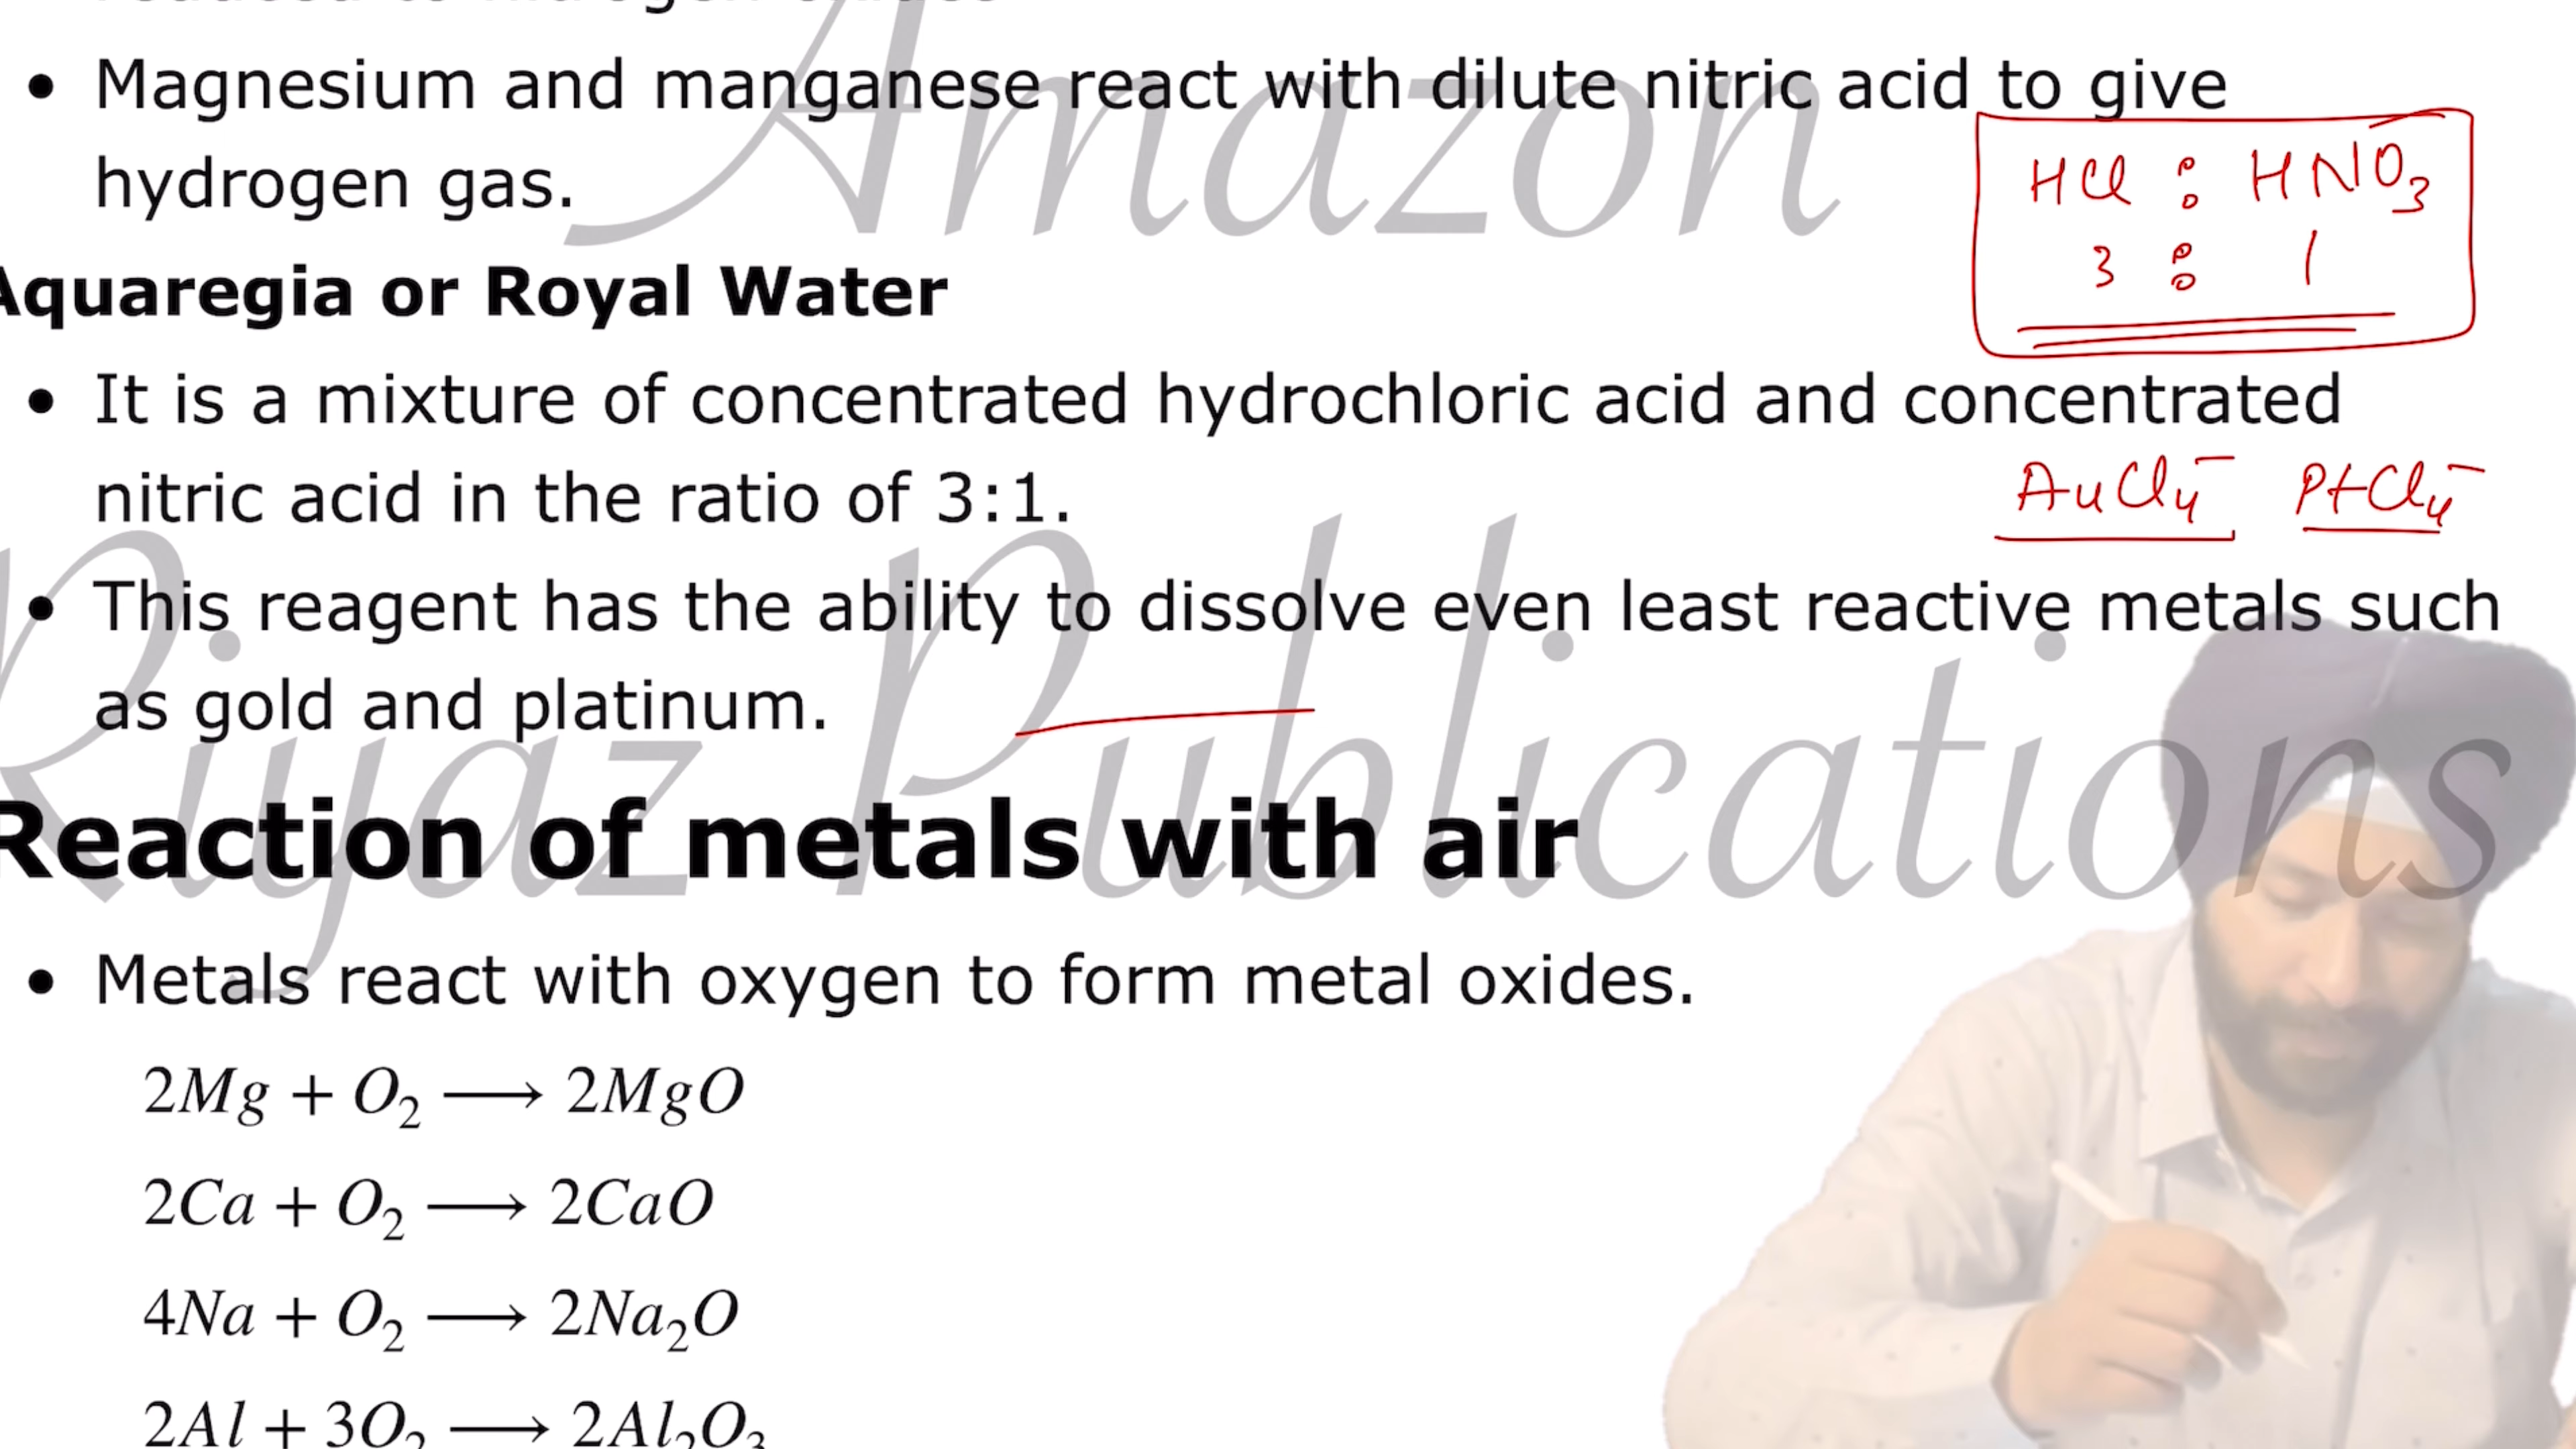 reduced to nitrogen oxides
• Magnesium and manganese react with dilute nitric acid to give
hydrogen gas.
HCl : HNO3
3 : 1
Aquaregia or Royal Water
• It is a mixture of concentrated hydrochloric acid and concentrated
nitric acid in the ratio of 3:1.
AuCl4⁻ PtCl4⁻
• This reagent has the ability to dissolve even least reactive metals such
as gold and platinum.
Reaction of metals with air
• Metals react with oxygen to form metal oxides.
2Mg + O₂ ⟶ 2MgO
2Ca + O₂ ⟶ 2CaO
4Na + O₂ ⟶ 2Na₂O
2Al + 3O₂ ⟶ 2Al₂O₃
Amazon
Riyaz Publications